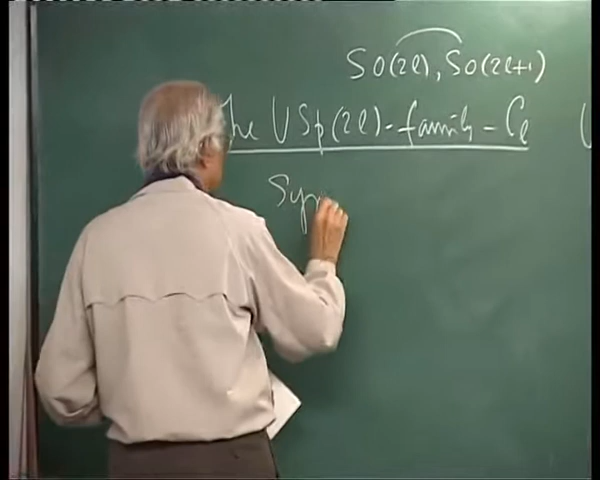 SO(2l), SO(2l+1)
The USp(2l)-family - Cl
Sy